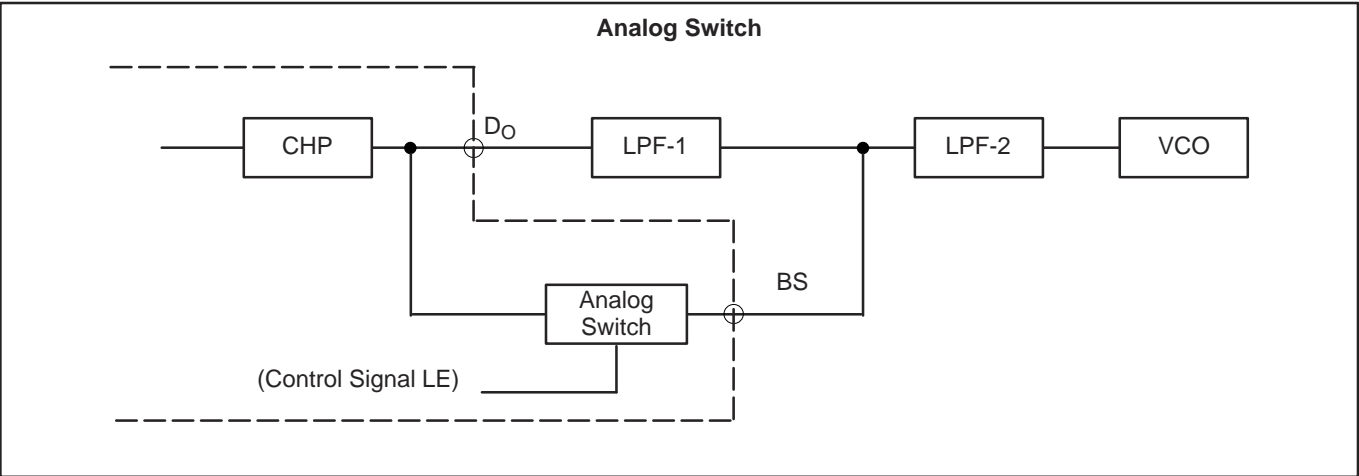 Analog Switch
CHP
DO
LPF-1
LPF-2
VCO
BS
Analog
Switch
(Control Signal LE)